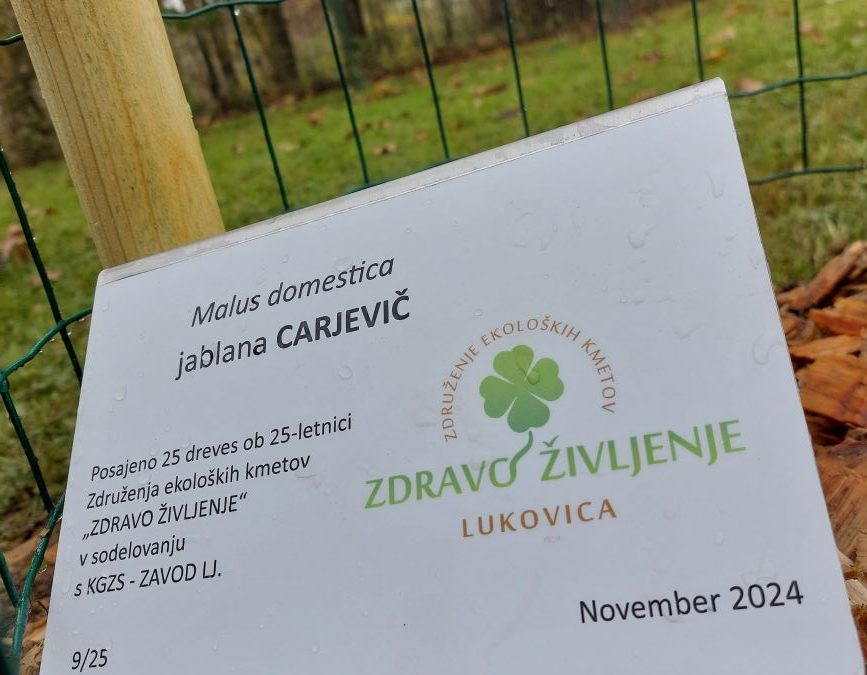 Malus domestica
jablana CARJEVIČ
Posajeno 25 dreves ob 25-letnici
Združenja ekoloških kmetov
„ZDRAVO ŽIVLJENJE“
v sodelovanju
s KGZS - ZAVOD LJ.
9/25
ZDRUŽENJE EKOLOŠKIH KMETOV
ZDRAVO ŽIVLJENJE
LUKOVICA
November 2024